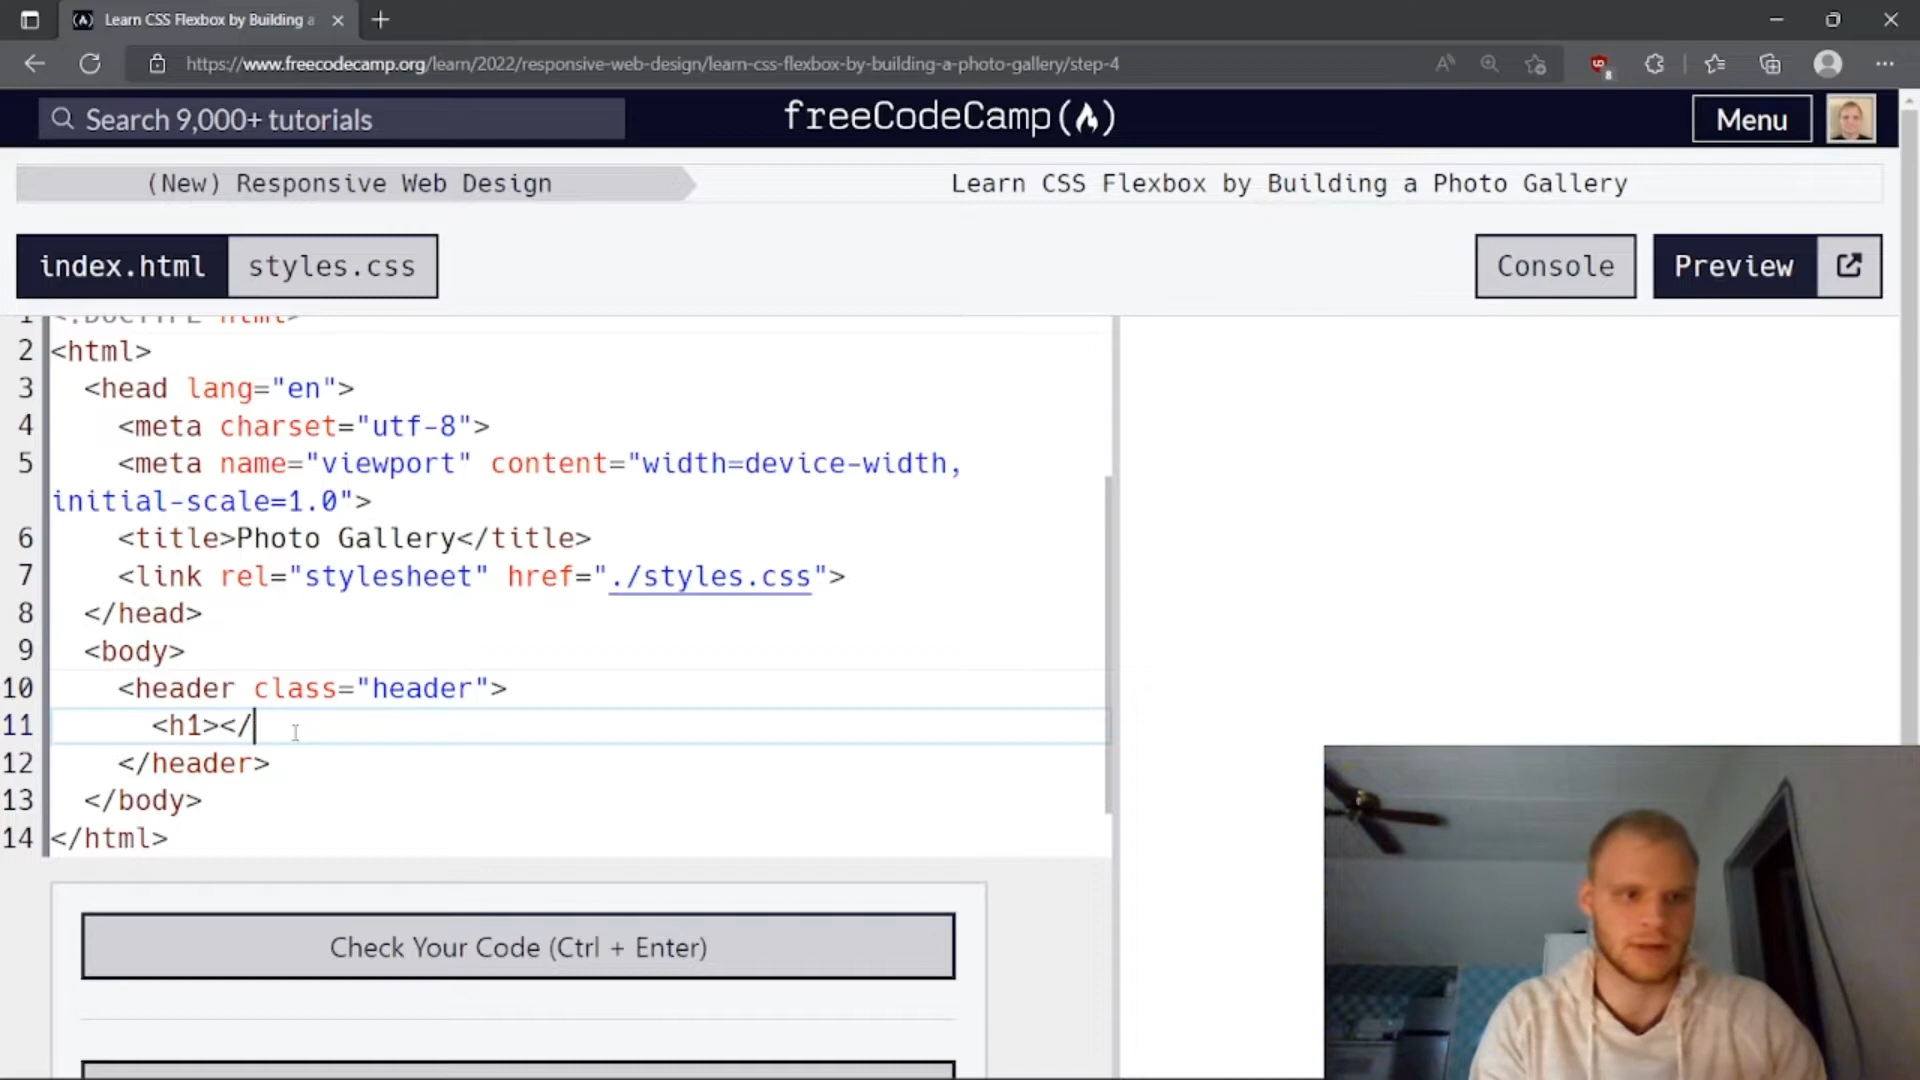 Learn CSS Flexbox by Building a
https://www.freecodecamp.org/learn/2022/responsive-web-design/learn-css-flexbox-by-building-a-photo-gallery/step-4
8
Search 9,000+ tutorials
freeCodeCamp
Menu
(New) Responsive Web Design
Learn CSS Flexbox by Building a Photo Gallery
index.html
styles.css
Console
Preview
1 <!DOCTYPE html>
2 <html>
3 <head lang="en">
4 <meta charset="utf-8">
5 <meta name="viewport" content="width=device-width,
initial-scale=1.0">
6 <title>Photo Gallery</title>
7 <link rel="stylesheet" href="./styles.css">
8 </head>
9 <body>
10 <header class="header">
11 <h1></
12 </header>
13 </body>
14 </html>
Check Your Code (Ctrl + Enter)